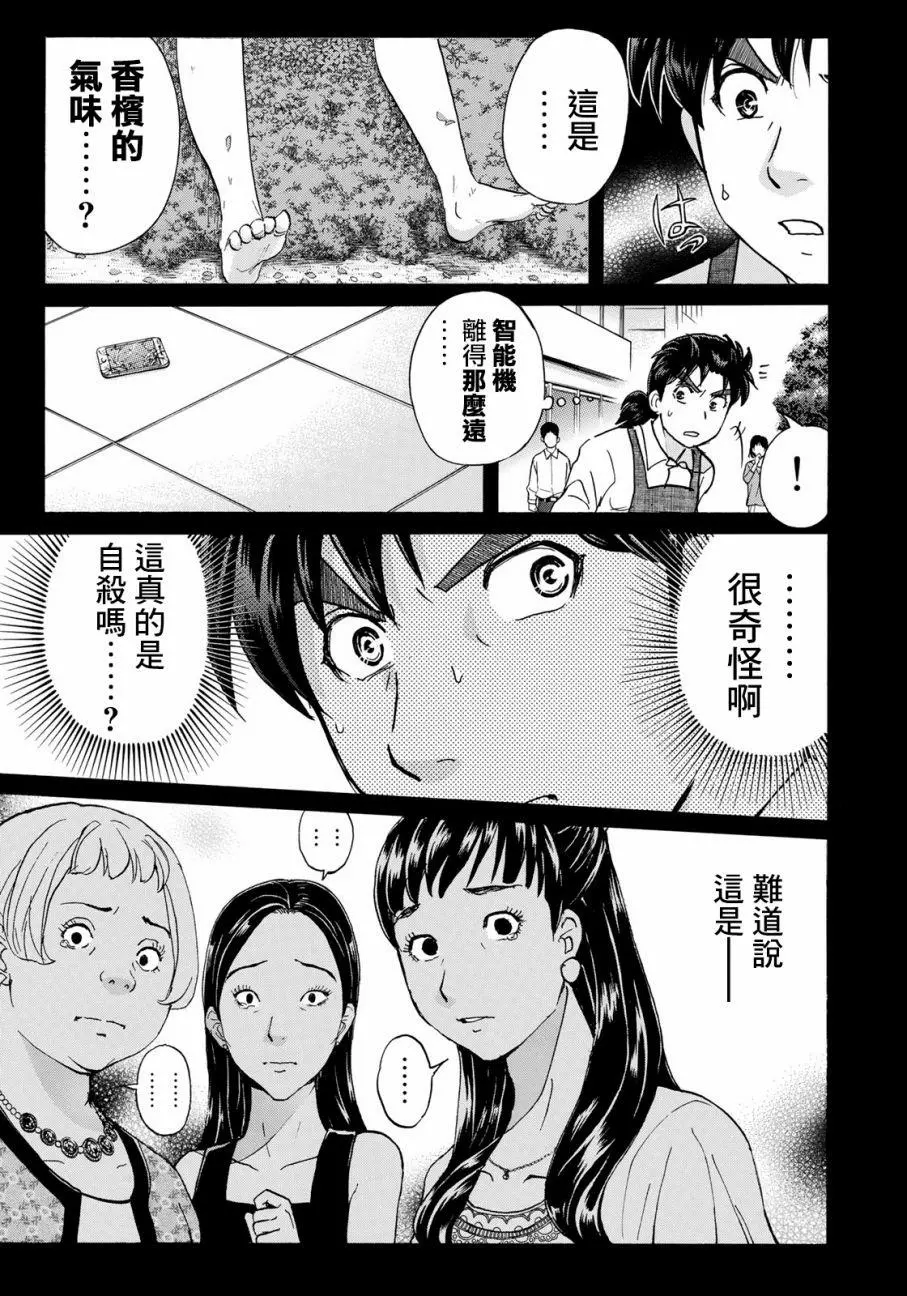 はっ
這是
……
香檳的
氣味……?
!
智能機
離得那麼遠
……
………
很奇怪啊
這真的是
自殺嗎……?
難道說
這是——
……
……
……